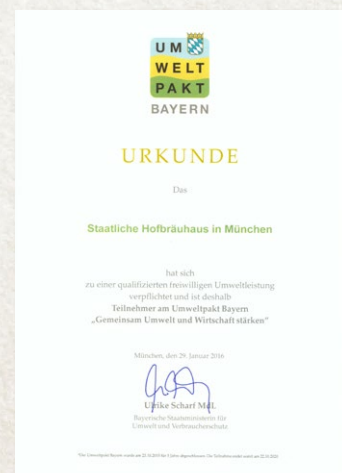 UM
WELT
PAKT
BAYERN
URKUNDE
Das
Staatliche Hofbräuhaus in München
hat sich
zu einer qualifizierten freiwilligen Umweltleistung
verpflichtet und ist deshalb
Teilnehmer am Umweltpakt Bayern
„Gemeinsam Umwelt und Wirtschaft stärken“
München, den 29. Januar 2016
Ulrike Scharf MdL
Bayerische Staatsministerin für
Umwelt und Verbraucherschutz